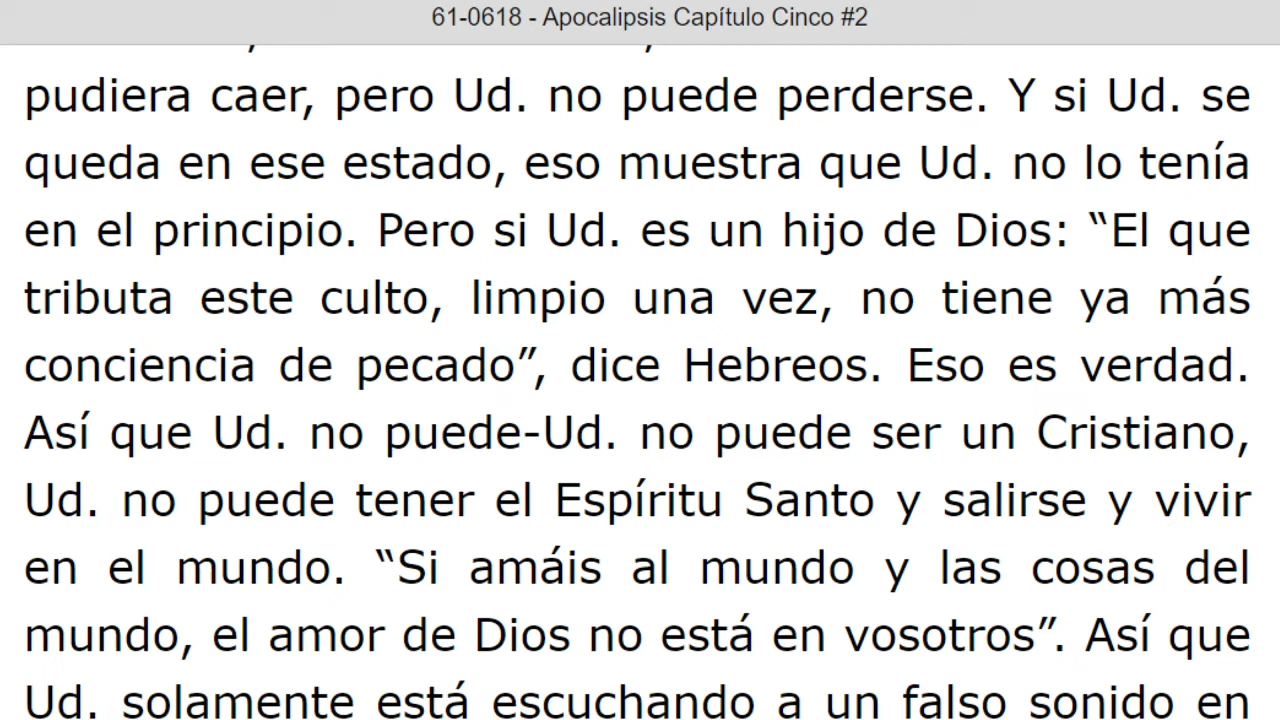 61-0618 - Apocalipsis Capítulo Cinco #2
pudiera caer, pero Ud. no puede perderse. Y si Ud. se
queda en ese estado, eso muestra que Ud. no lo tenía
en el principio. Pero si Ud. es un hijo de Dios: “El que
tributa este culto, limpio una vez, no tiene ya más
conciencia de pecado”, dice Hebreos. Eso es verdad.
Así que Ud. no puede-Ud. no puede ser un Cristiano,
Ud. no puede tener el Espíritu Santo y salirse y vivir
en el mundo. “Si amáis al mundo y las cosas del
mundo, el amor de Dios no está en vosotros”. Así que
Ud. solamente está escuchando a un falso sonido en